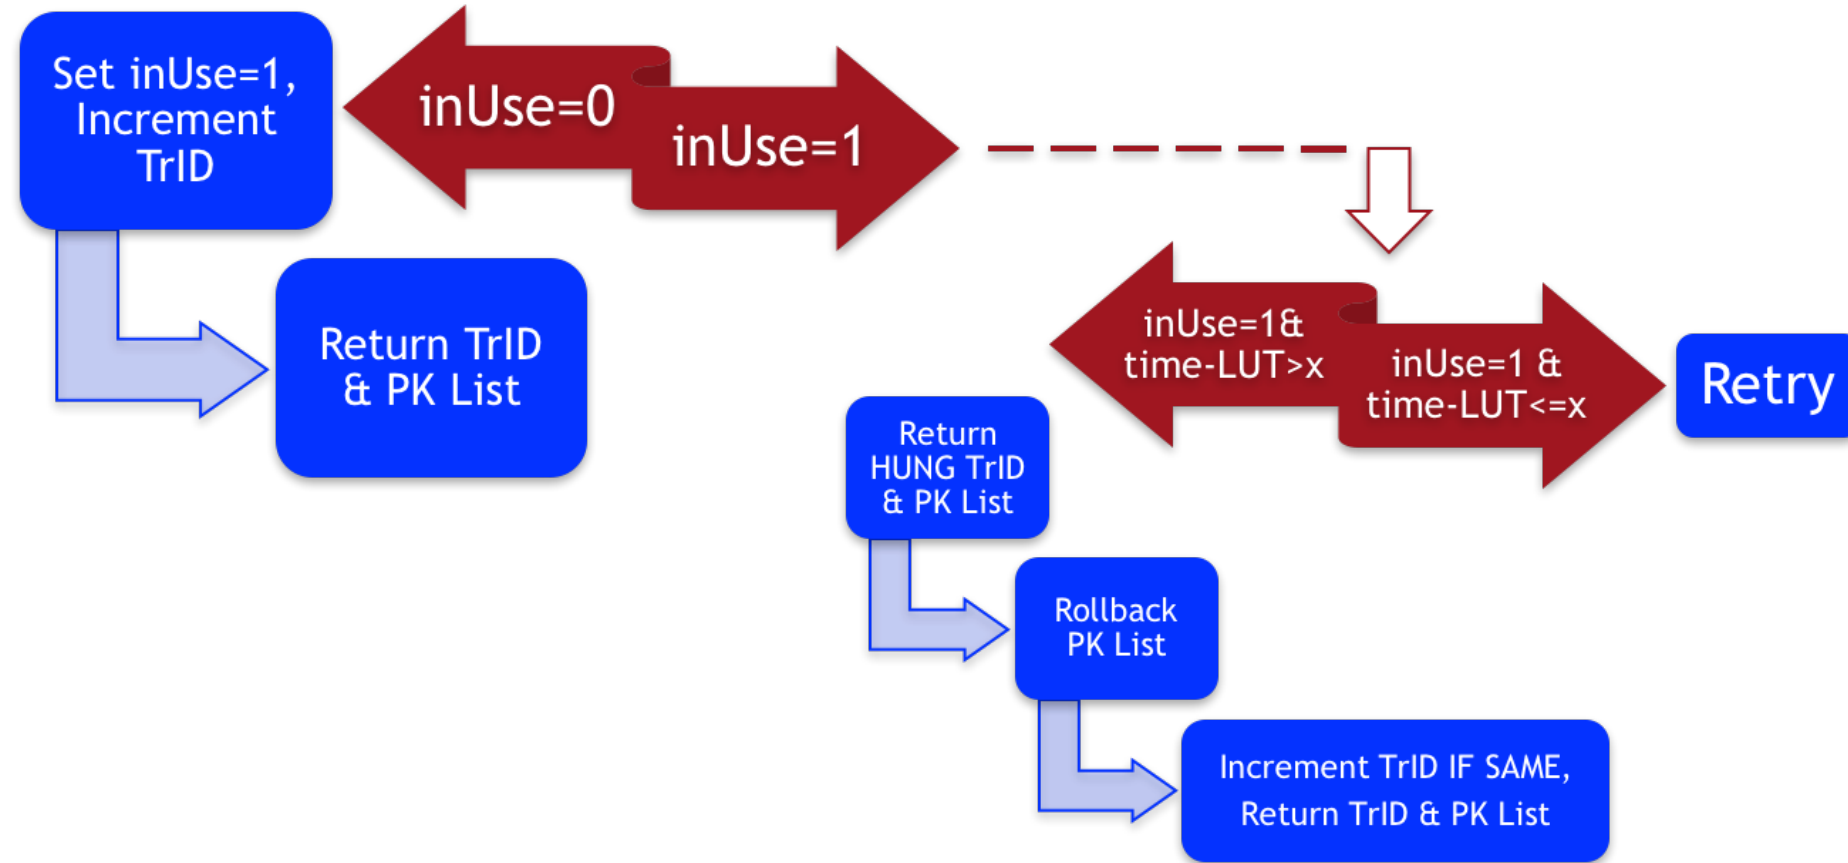 Set inUse=1,
Increment
TrID
inUse=0
inUse=1
Return TrID
& PK List
inUse=1&
time-LUT>x
inUse=1 &
time-LUT<=x
Retry
Return
HUNG TrID
& PK List
Rollback
PK List
Increment TrID IF SAME,
Return TrID & PK List